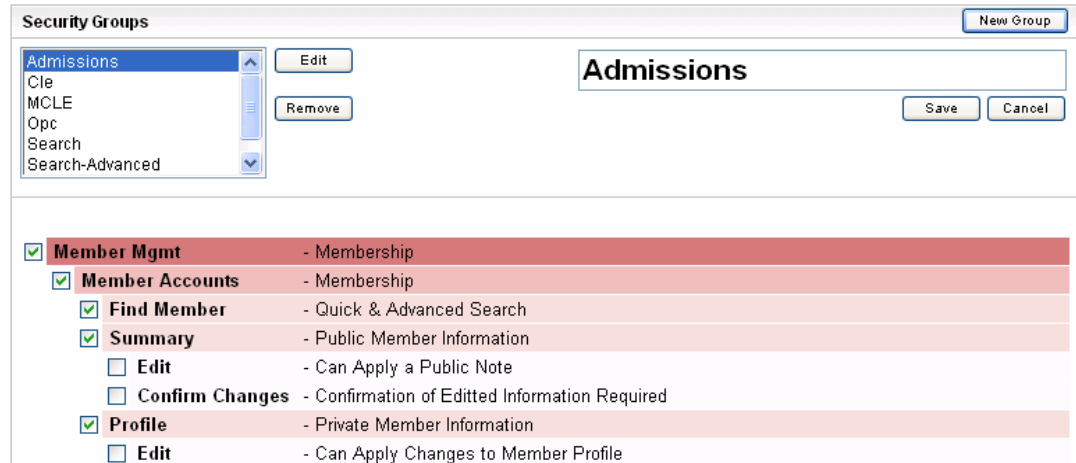 Security Groups
New Group
Admissions
Cle
MCLE
Opc
Search
Search-Advanced
Edit
Remove
Admissions
Save
Cancel
Member Mgmt - Membership
Member Accounts - Membership
Find Member - Quick & Advanced Search
Summary - Public Member Information
Edit - Can Apply a Public Note
Confirm Changes - Confirmation of Editted Information Required
Profile - Private Member Information
Edit - Can Apply Changes to Member Profile